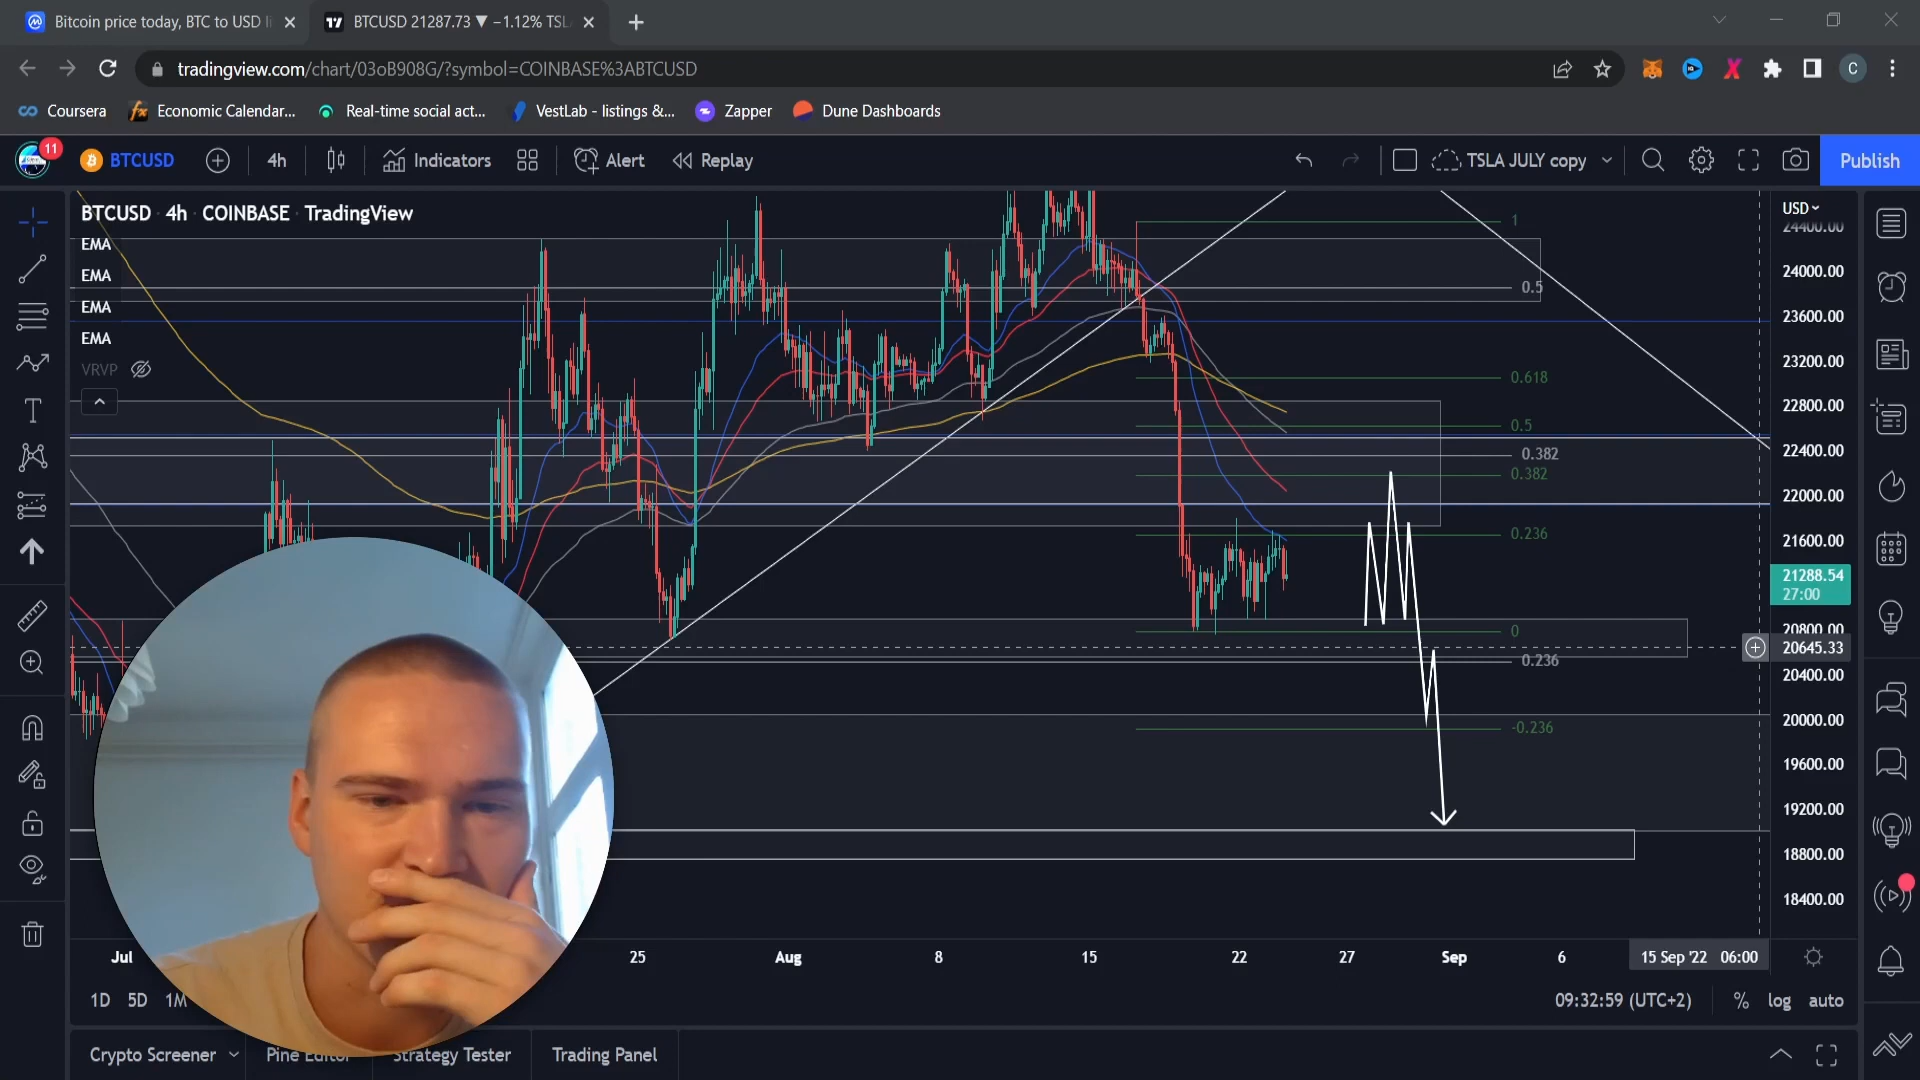 Bitcoin price today, BTC to USD li
BTCUSD 21287.73 ▼ −1.12% TSL
tradingview.com/chart/03oB908G/?symbol=COINBASE%3ABTCUSD
C
Coursera
Economic Calendar...
Real-time social act...
VestLab - listings &...
Zapper
Dune Dashboards
11
BTCUSD
4h
Indicators
Alert
Replay
TSLA JULY copy
Publish
BTCUSD · 4h · COINBASE · TradingView
USD
EMA
EMA
EMA
EMA
VRVP
1
0.5
0.618
0.5
0.382
0.382
0.236
0
0.236
-0.236
24400.00
24000.00
23600.00
23200.00
22800.00
22400.00
22000.00
21600.00
21288.54
27:00
20800.00
20645.33
20400.00
20000.00
19600.00
19200.00
18800.00
18400.00
Jul
25
Aug
8
15
22
27
Sep
6
15 Sep '22 06:00
1D
5D
1M
09:32:59 (UTC+2)
%
log
auto
Crypto Screener
Pine Editor
Strategy Tester
Trading Panel